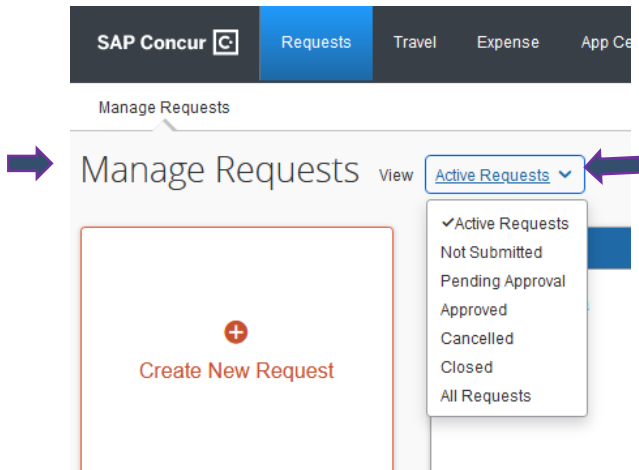 SAP Concur C Requests Travel Expense App Ce
Manage Requests
Manage Requests View Active Requests
✓Active Requests
Not Submitted
Pending Approval
Approved
Cancelled
Closed
All Requests
Create New Request